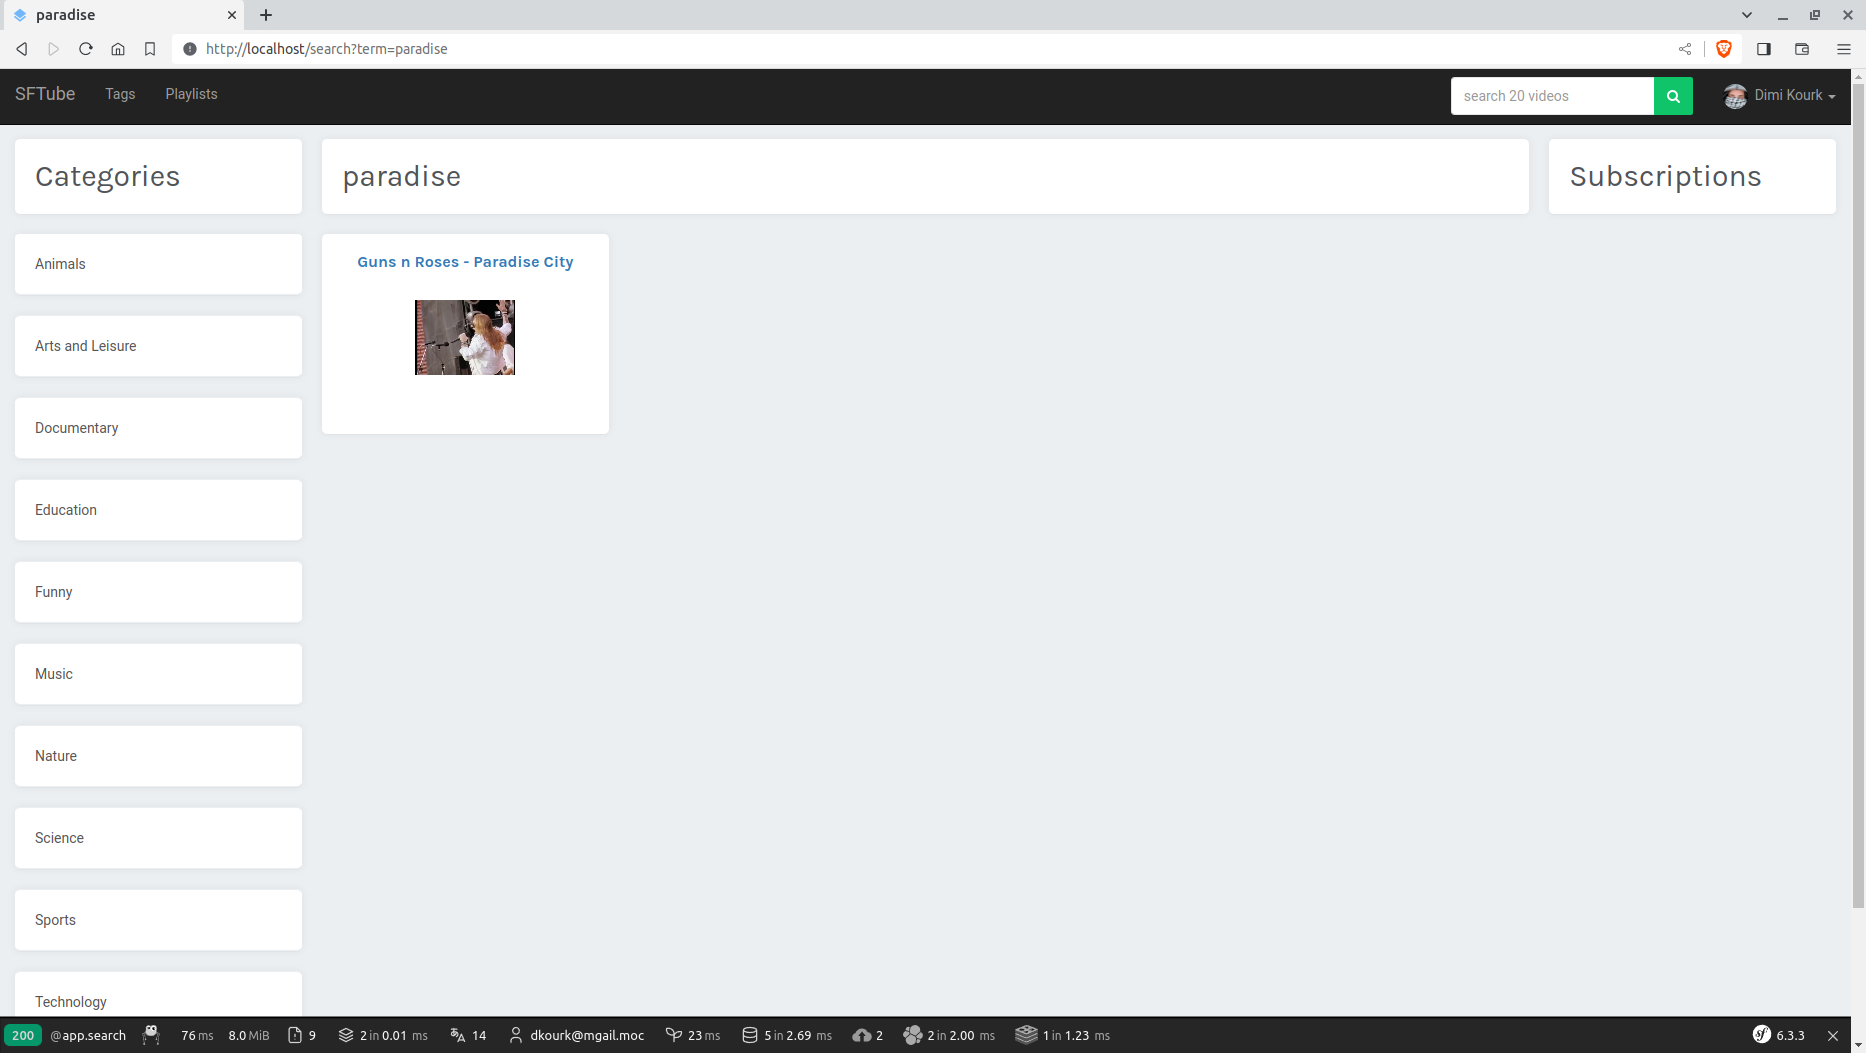 paradise
http://localhost/search?term=paradise
SFTube Tags Playlists search 20 videos Dimi Kourk
Categories
paradise
Subscriptions
Animals
Arts and Leisure
Documentary
Education
Funny
Music
Nature
Science
Sports
Technology
Guns n Roses - Paradise City
200 @app.search 76 ms 8.0 MiB 9 2 in 0.01 ms 14 dkourk@mgail.moc 23 ms 5 in 2.69 ms 2 2 in 2.00 ms 1 in 1.23 ms sf 6.3.3